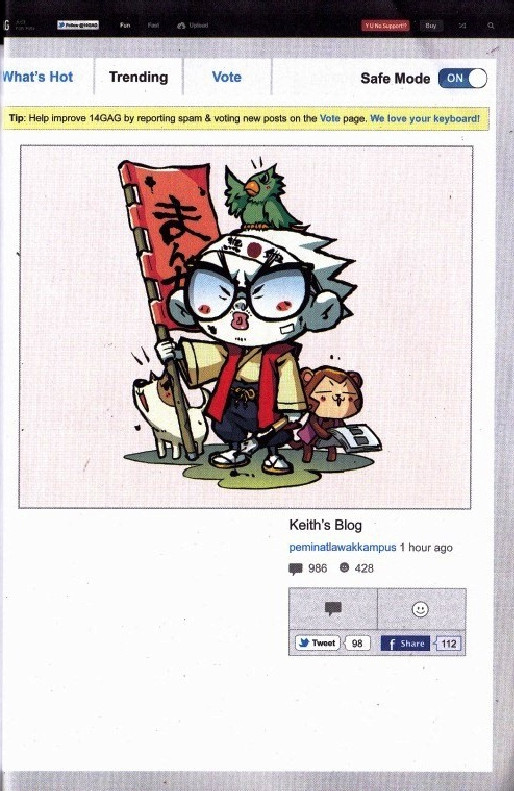 G
Follow @14GAG
Fun
Fast
Upload
Y U No Support!?
Buy
What's Hot
Trending
Vote
Safe Mode
ON
Tip: Help improve 14GAG by reporting spam & voting new posts on the Vote page. We love your keyboard!
まん
Keith's Blog
peminatlawakkampus 1 hour ago
986
428
Tweet
98
f Share
112